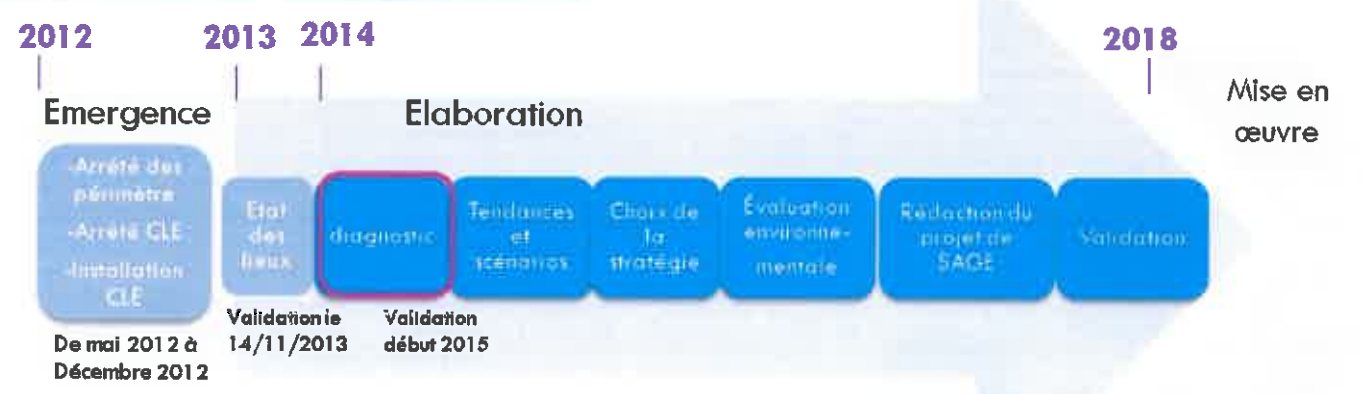 2012
2013
2014
2018
Emergence
Elaboration
Mise en
œuvre
-Arrêté des
périmètre
-Arrêté CLE
-Installation
CLE
Etat
des
lieux
diagnostic
Tendances
et
scénarios
Choix de
la
stratégie
Évaluation
environne-
mentale
Rédaction du
projet de
SAGE
Validation
De mai 2012 à
Décembre 2012
Validation le
14/11/2013
Validation
début 2015